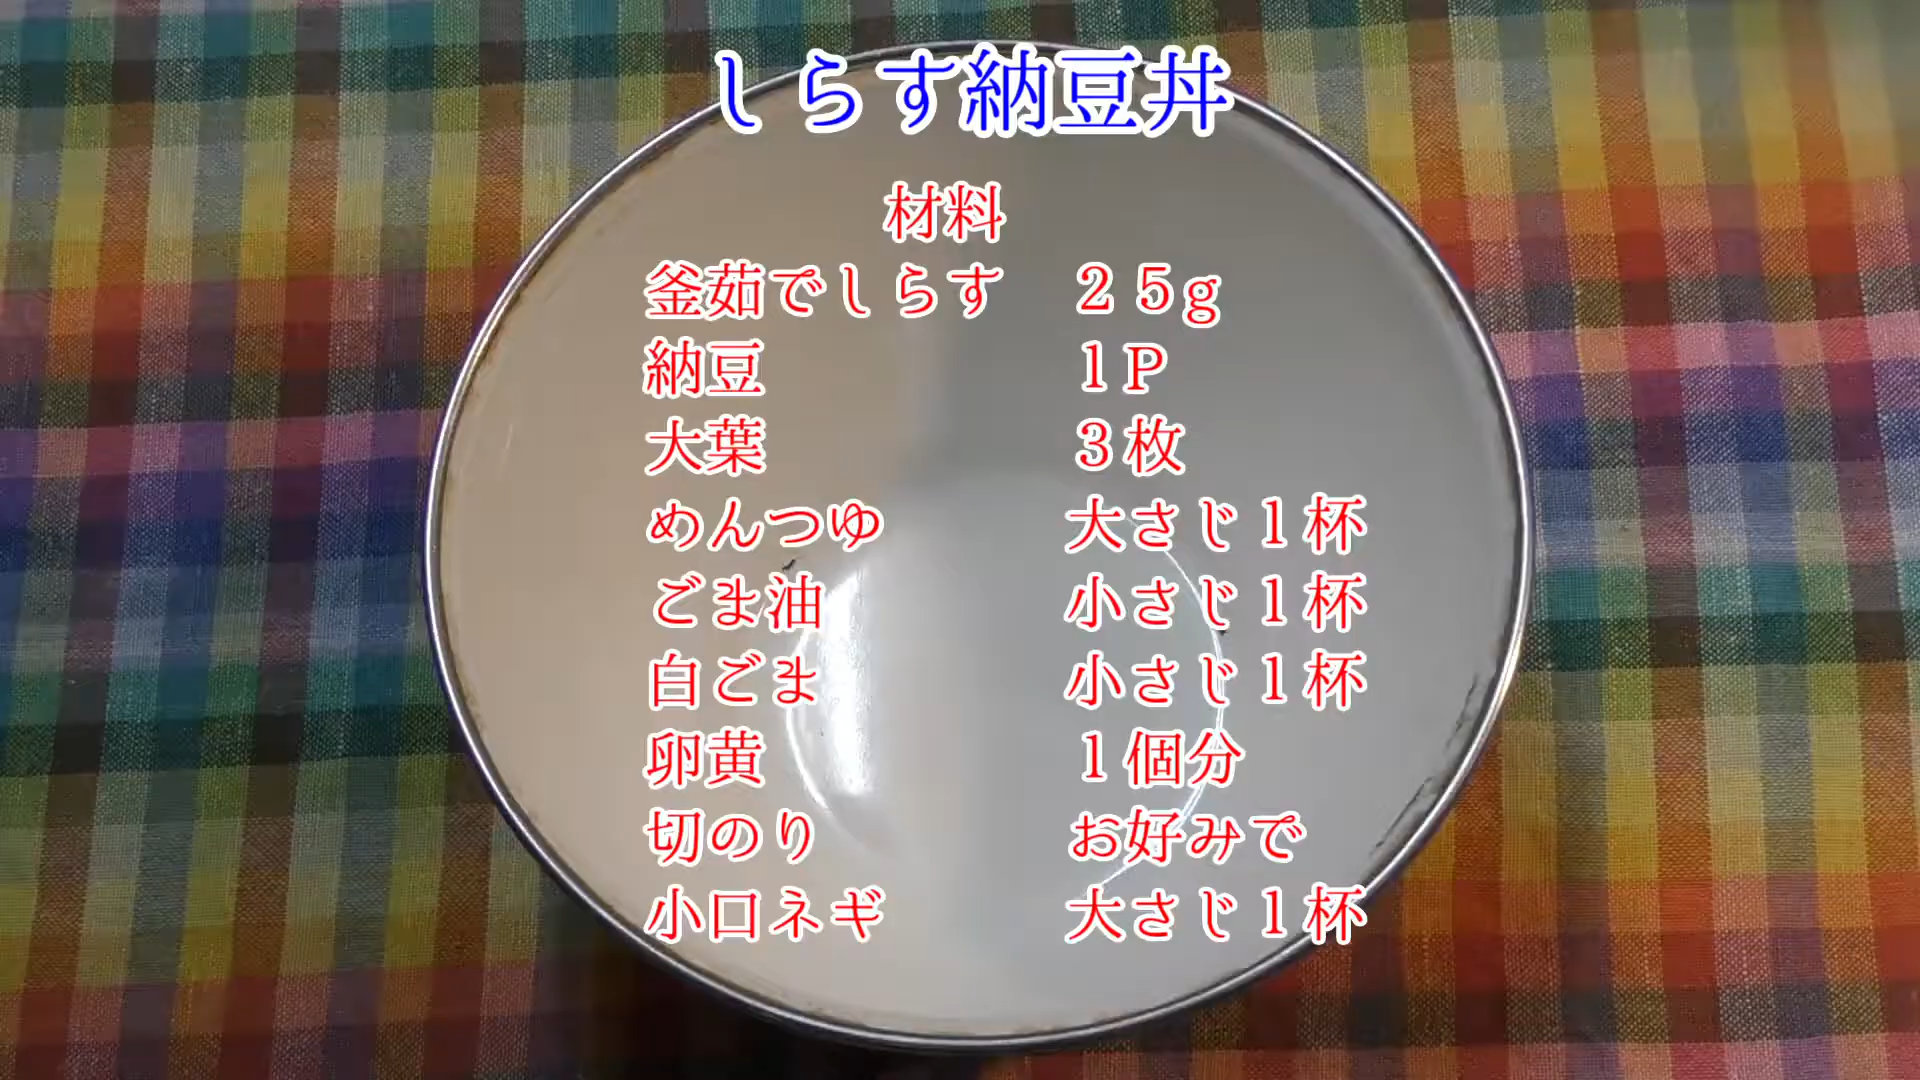 しらす納豆丼
材料
釜茹でしらす　２５g
納豆　１P
大葉　３枚
めんつゆ　大さじ１杯
ごま油　小さじ１杯
白ごま　小さじ１杯
卵黄　１個分
切のり　お好みで
小口ネギ　大さじ１杯